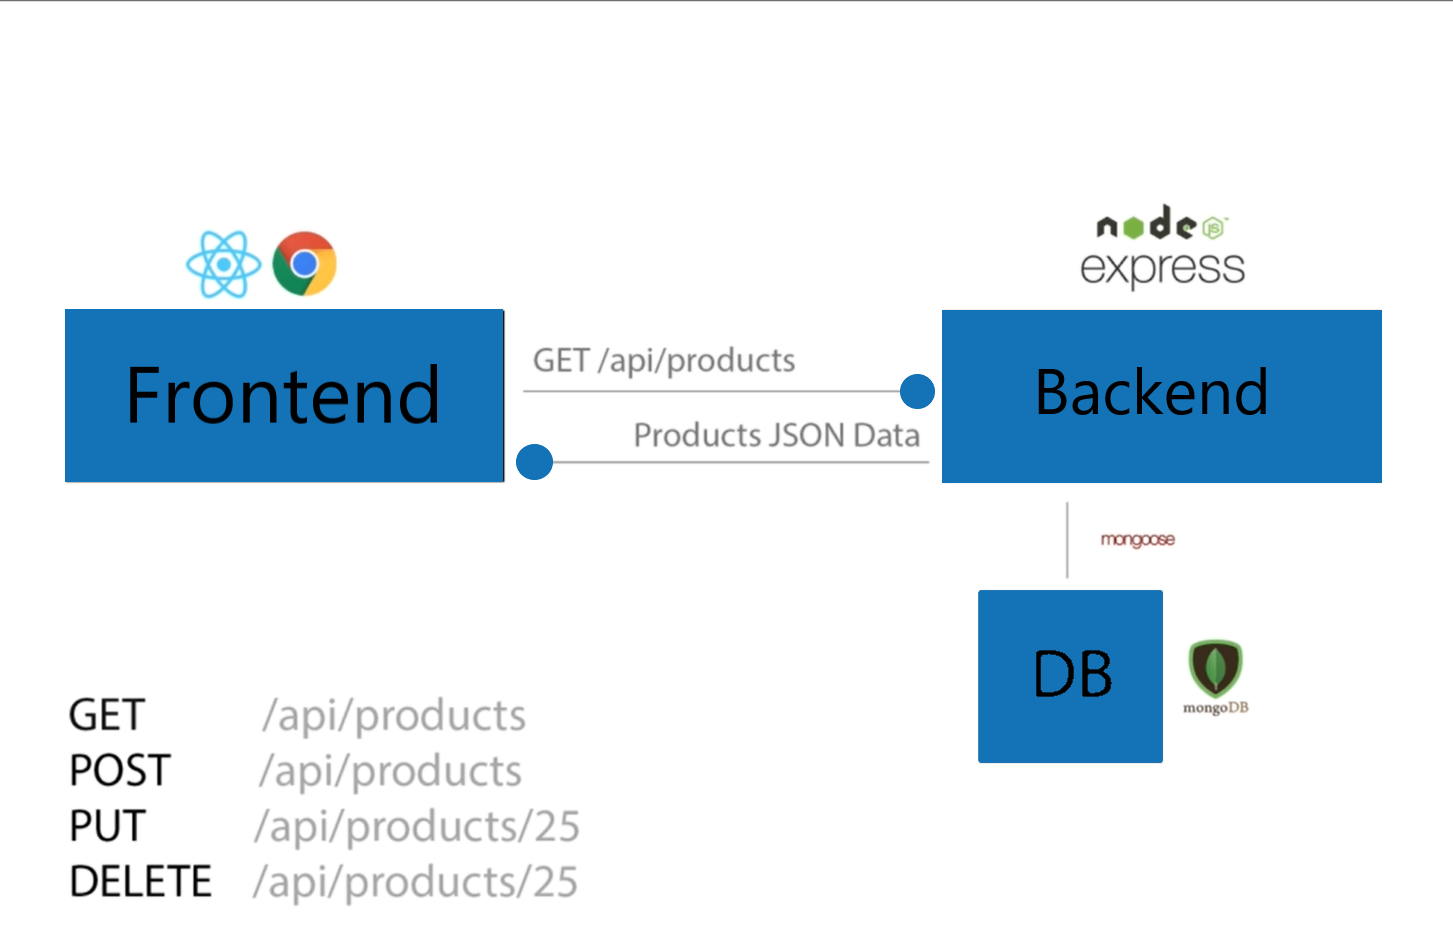 node js
express
Frontend
GET /api/products
Products JSON Data
Backend
mongoose
DB
mongoDB
GET /api/products
POST /api/products
PUT /api/products/25
DELETE /api/products/25